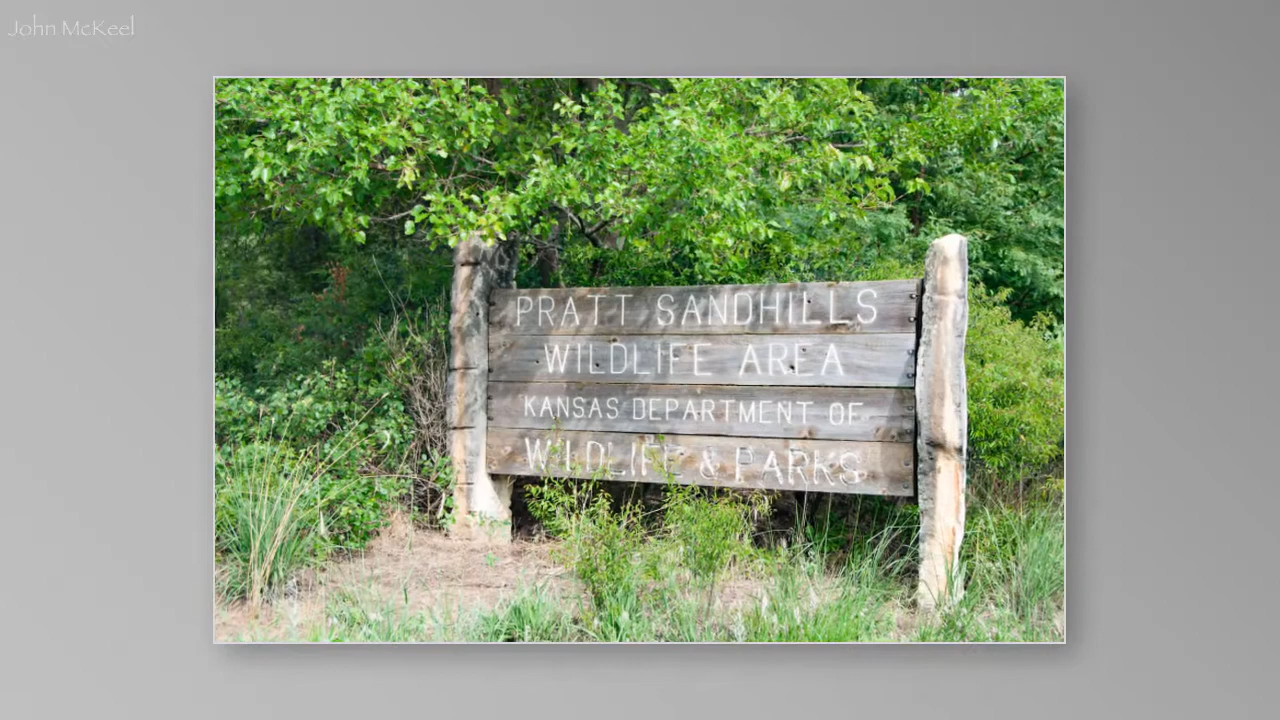 John McKeel
PRATT SANDHILLS
WILDLIFE AREA
KANSAS DEPARTMENT OF
WILDLIFE & PARKS